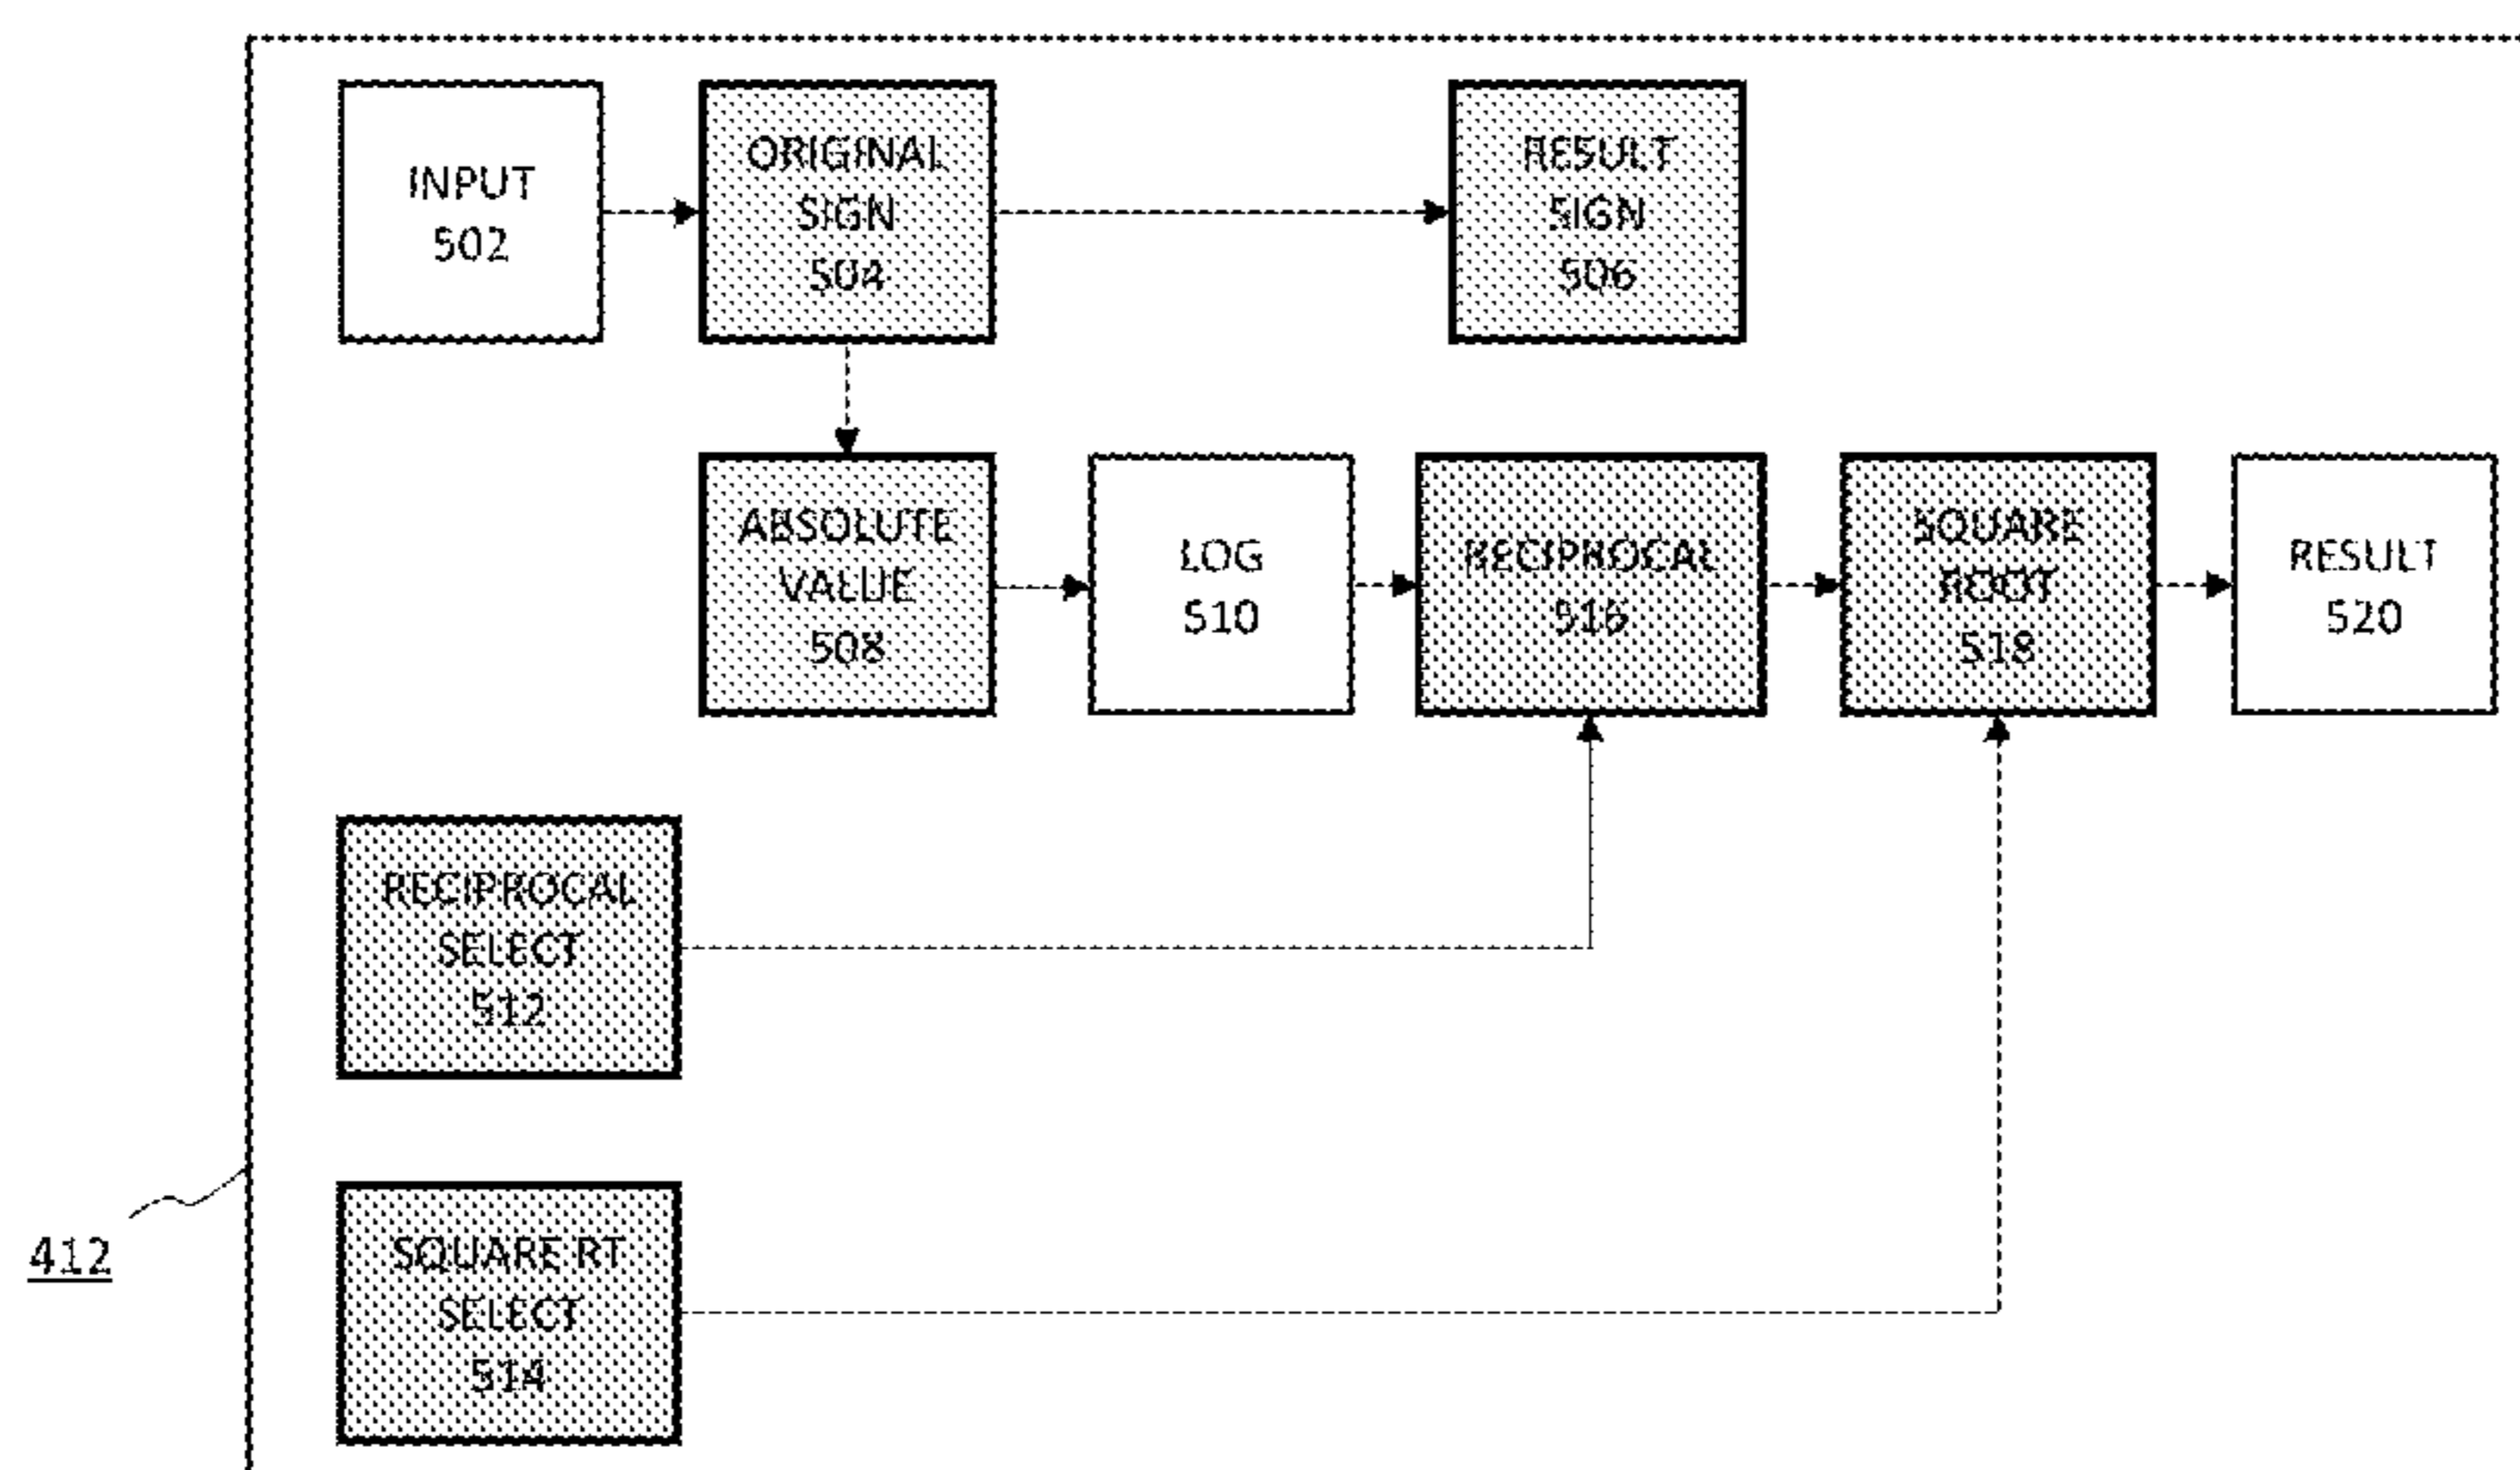 INPUT
502
ORIGINAL
SIGN
504
RESULT
SIGN
506
ABSOLUTE
VALUE
508
LOG
510
RECIPROCAL
516
SQUARE
ROOT
518
RESULT
520
RECIPROCAL
SELECT
512
SQUARE RT
SELECT
514
412